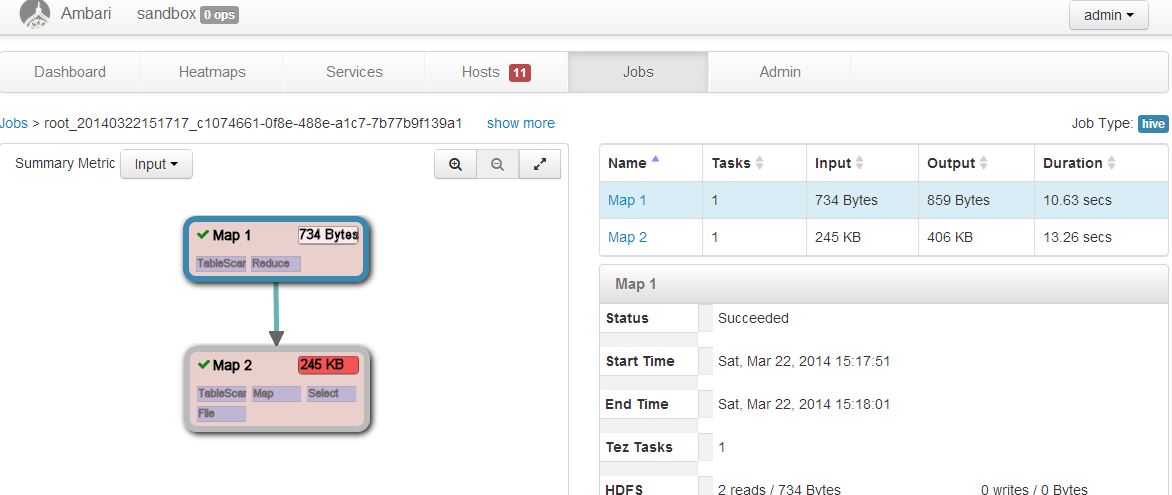 Ambari sandbox 0 ops admin
Dashboard Heatmaps Services Hosts 11 Jobs Admin
Jobs > root_20140322151717_c1074661-0f8e-488e-a1c7-7b77b9f139a1 show more Job Type: hive
Summary Metric Input
Map 1 734 Bytes
TableScan Reduce
Map 2 245 KB
TableScan Map Select
File
Name Tasks Input Output Duration
Map 1 1 734 Bytes 859 Bytes 10.63 secs
Map 2 1 245 KB 406 KB 13.26 secs
Map 1
Status Succeeded
Start Time Sat, Mar 22, 2014 15:17:51
End Time Sat, Mar 22, 2014 15:18:01
Tez Tasks 1
HDFS 2 reads / 734 Bytes 0 writes / 0 Bytes